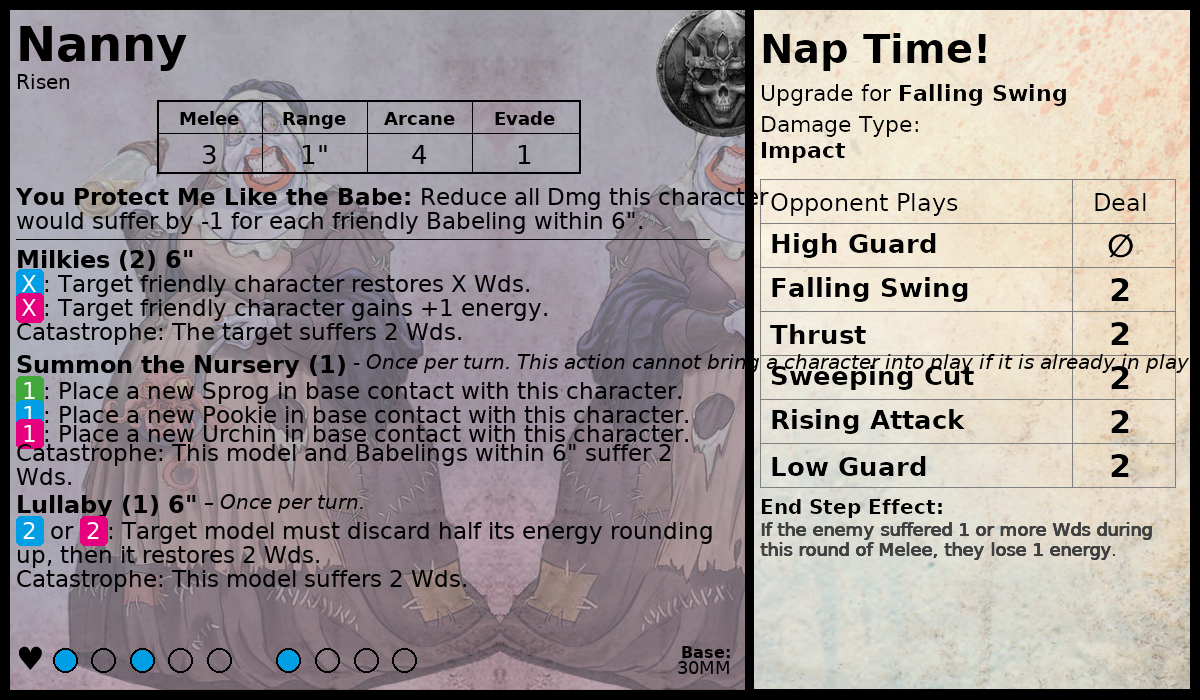 Nanny
Risen
Melee Range Arcane Evade
3 1" 4 1
You Protect Me Like the Babe: Reduce all Dmg this character
would suffer by -1 for each friendly Babeling within 6".
Milkies (2) 6"
X: Target friendly character restores X Wds.
X: Target friendly character gains +1 energy.
Catastrophe: The target suffers 2 Wds.
Summon the Nursery (1) - Once per turn. This action cannot bring a character into play if it is already in play
1: Place a new Sprog in base contact with this character.
1: Place a new Pookie in base contact with this character.
1: Place a new Urchin in base contact with this character.
Catastrophe: This model and Babelings within 6" suffer 2
Wds.
Lullaby (1) 6" – Once per turn.
2 or 2: Target model must discard half its energy rounding
up, then it restores 2 Wds.
Catastrophe: This model suffers 2 Wds.
Base:
30MM
Nap Time!
Upgrade for Falling Swing
Damage Type:
Impact
Opponent Plays Deal
High Guard ∅
Falling Swing 2
Thrust 2
Sweeping Cut 2
Rising Attack 2
Low Guard 2
End Step Effect:
If the enemy suffered 1 or more Wds during
this round of Melee, they lose 1 energy.